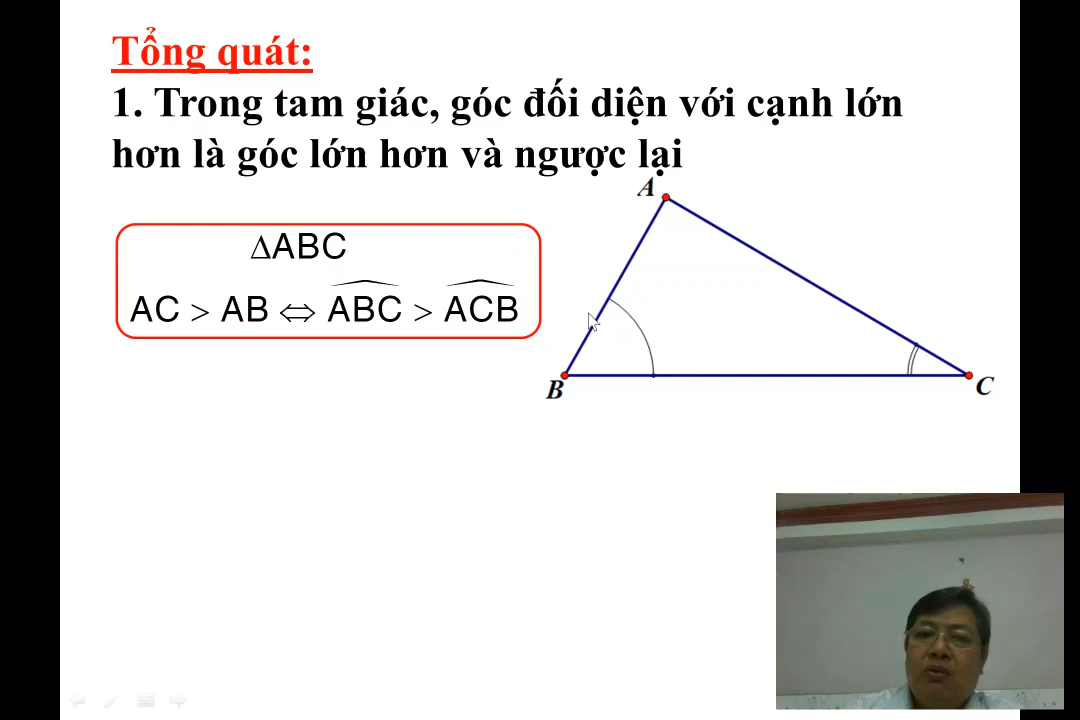 Tổng quát:
1. Trong tam giác, góc đối diện với cạnh lớn
hơn là góc lớn hơn và ngược lại
A
ΔABC
AC > AB ⇔ ABC > ACB
B
C